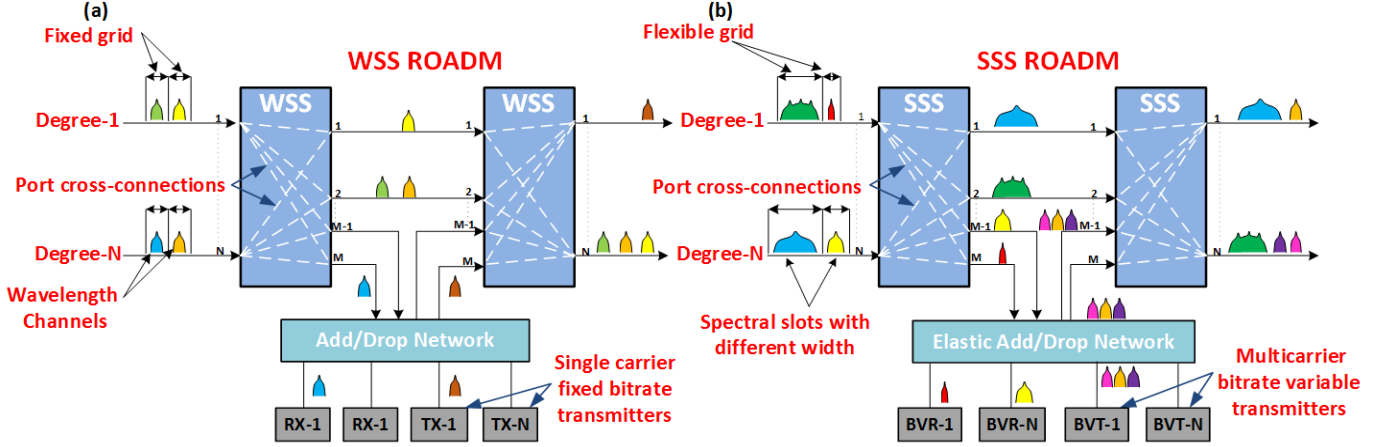 (a)
Fixed grid
WSS ROADM
WSS
WSS
Degree-1
1
1
1
1
Port cross-connections
2
2
M-1
M-1
Degree-N
N
N
M
M
Wavelength
Channels
Add/Drop Network
Single carrier
fixed bitrate
transmitters
RX-1
RX-1
TX-1
TX-N
(b)
Flexible grid
SSS ROADM
SSS
SSS
Degree-1
1
1
1
1
Port cross-connections
2
2
M-1
M-1
Degree-N
N
N
M
M
Spectral slots with
different width
Elastic Add/Drop Network
Multicarrier
bitrate variable
transmitters
BVR-1
BVR-N
BVT-1
BVT-N